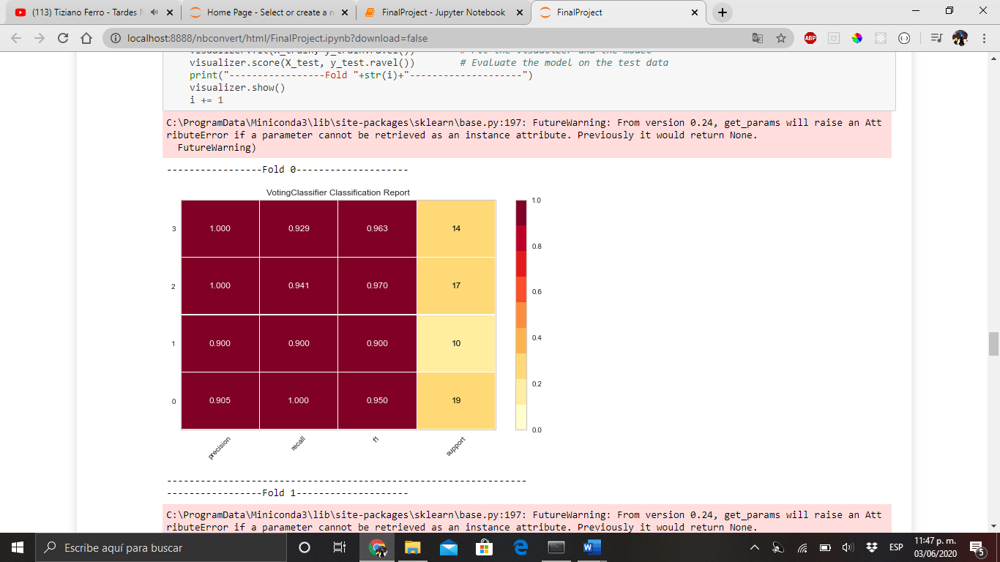 (113) Tiziano Ferro - Tardes N
Home Page - Select or create a n
FinalProject - Jupyter Notebook
FinalProject
localhost:8888/nbconvert/html/FinalProject.ipynb?download=false
ABP
visualizer.fit(X_train, y_train.ravel()) # Fit the visualizer and the model
visualizer.score(X_test, y_test.ravel()) # Evaluate the model on the test data
print("-----------------Fold "+str(i)+"--------------------")
visualizer.show()
i += 1
C:\ProgramData\Miniconda3\lib\site-packages\sklearn\base.py:197: FutureWarning: From version 0.24, get_params will raise an Att
ributeError if a parameter cannot be retrieved as an instance attribute. Previously it would return None.
FutureWarning)
-----------------Fold 0--------------------
VotingClassifier Classification Report
1.0
3 1.000 0.929 0.963 14
0.8
2 1.000 0.941 0.970 17
0.6
0.4
1 0.900 0.900 0.900 10
0.2
0 0.905 1.000 0.950 19
0.0
precision recall f1 support
----------------------------------------------------------------
-----------------Fold 1--------------------
C:\ProgramData\Miniconda3\lib\site-packages\sklearn\base.py:197: FutureWarning: From version 0.24, get_params will raise an Att
ributeError if a parameter cannot be retrieved as an instance attribute. Previously it would return None.
Escribe aquí para buscar
ESP
11:47 p. m.
03/06/2020
5